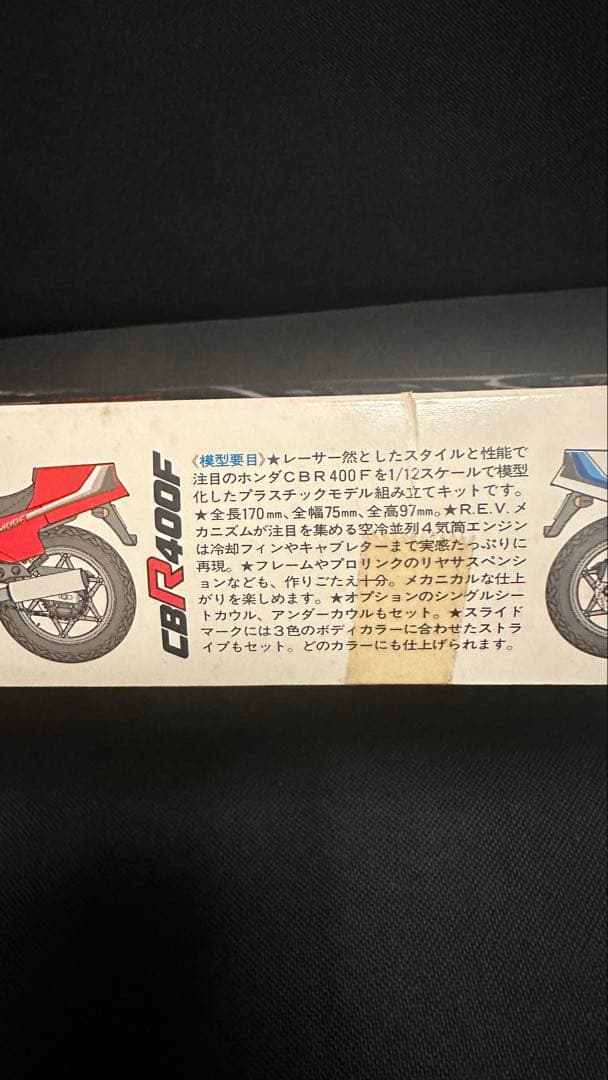 CBR400F
《模型要目》★レーサー然としたスタイルと性能で
注目のホンダCBR400Fを1/12スケールで模型
化したプラスチックモデル組み立てキットです。
★全長170mm、全幅75mm、全高97mm。★R.E.V.メ
カニズムが注目を集める空冷並列4気筒エンジン
は冷却フィンやキャブレターまで実感たっぷりに
再現。★フレームやプロリンクのリヤサスペンシ
ョンなども、作りごたえ十分。メカニカルな仕上
がりを楽しめます。★オプションのシングルシー
トカウル、アンダーカウルもセット。★スライド
マークには3色のボディカラーに合わせたストラ
イプもセット。どのカラーにも仕上げられます。